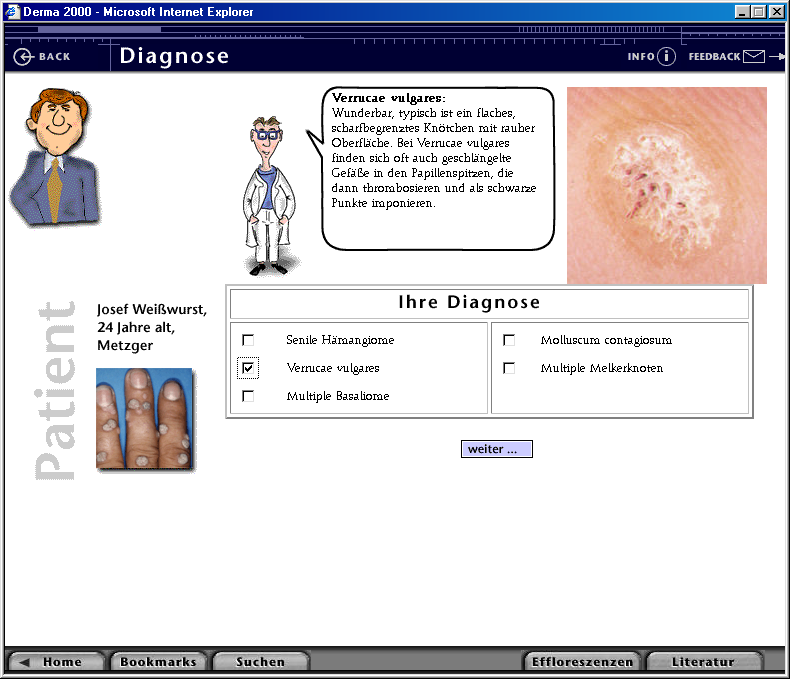 Derma 2000 - Microsoft Internet Explorer
BACK
Diagnose
INFO
FEEDBACK
Verrucae vulgares:
Wunderbar, typisch ist ein flaches,
scharfbegrenztes Knötchen mit rauher
Oberfläche. Bei Verrucae vulgares
finden sich oft auch geschlängelte
Gefäße in den Papillenspitzen, die
dann thrombosieren und als schwarze
Punkte imponieren.
Patient
Josef Weißwurst,
24 Jahre alt,
Metzger
Ihre Diagnose
Senile Hämangiome
Verrucae vulgares
Multiple Basaliome
Molluscum contagiosum
Multiple Melkerknoten
weiter ...
Home
Bookmarks
Suchen
Effloreszenzen
Literatur